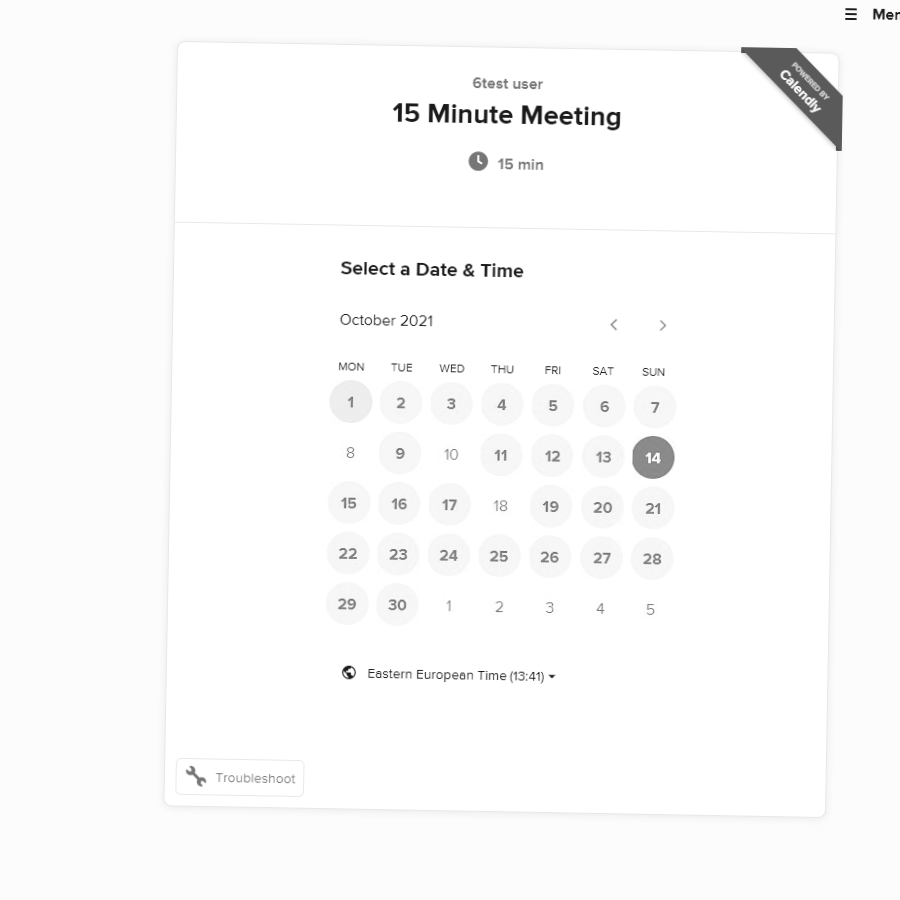 ☰ Mer
POWERED BY
Calendly
6test user
15 Minute Meeting
15 min
Select a Date & Time
October 2021
MON TUE WED THU FRI SAT SUN
1 2 3 4 5 6 7
8 9 10 11 12 13 14
15 16 17 18 19 20 21
22 23 24 25 26 27 28
29 30 1 2 3 4 5
Eastern European Time (13:41)
Troubleshoot